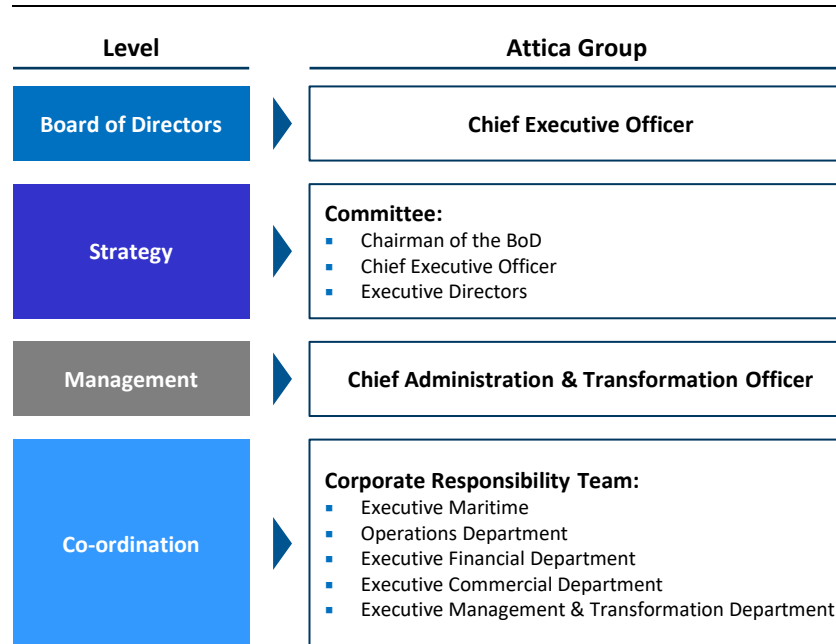 Level
Attica Group
Board of Directors
Chief Executive Officer
Strategy
Committee:
▪ Chairman of the BoD
▪ Chief Executive Officer
▪ Executive Directors
Management
Chief Administration & Transformation Officer
Co-ordination
Corporate Responsibility Team:
▪ Executive Maritime
▪ Operations Department
▪ Executive Financial Department
▪ Executive Commercial Department
▪ Executive Management & Transformation Department